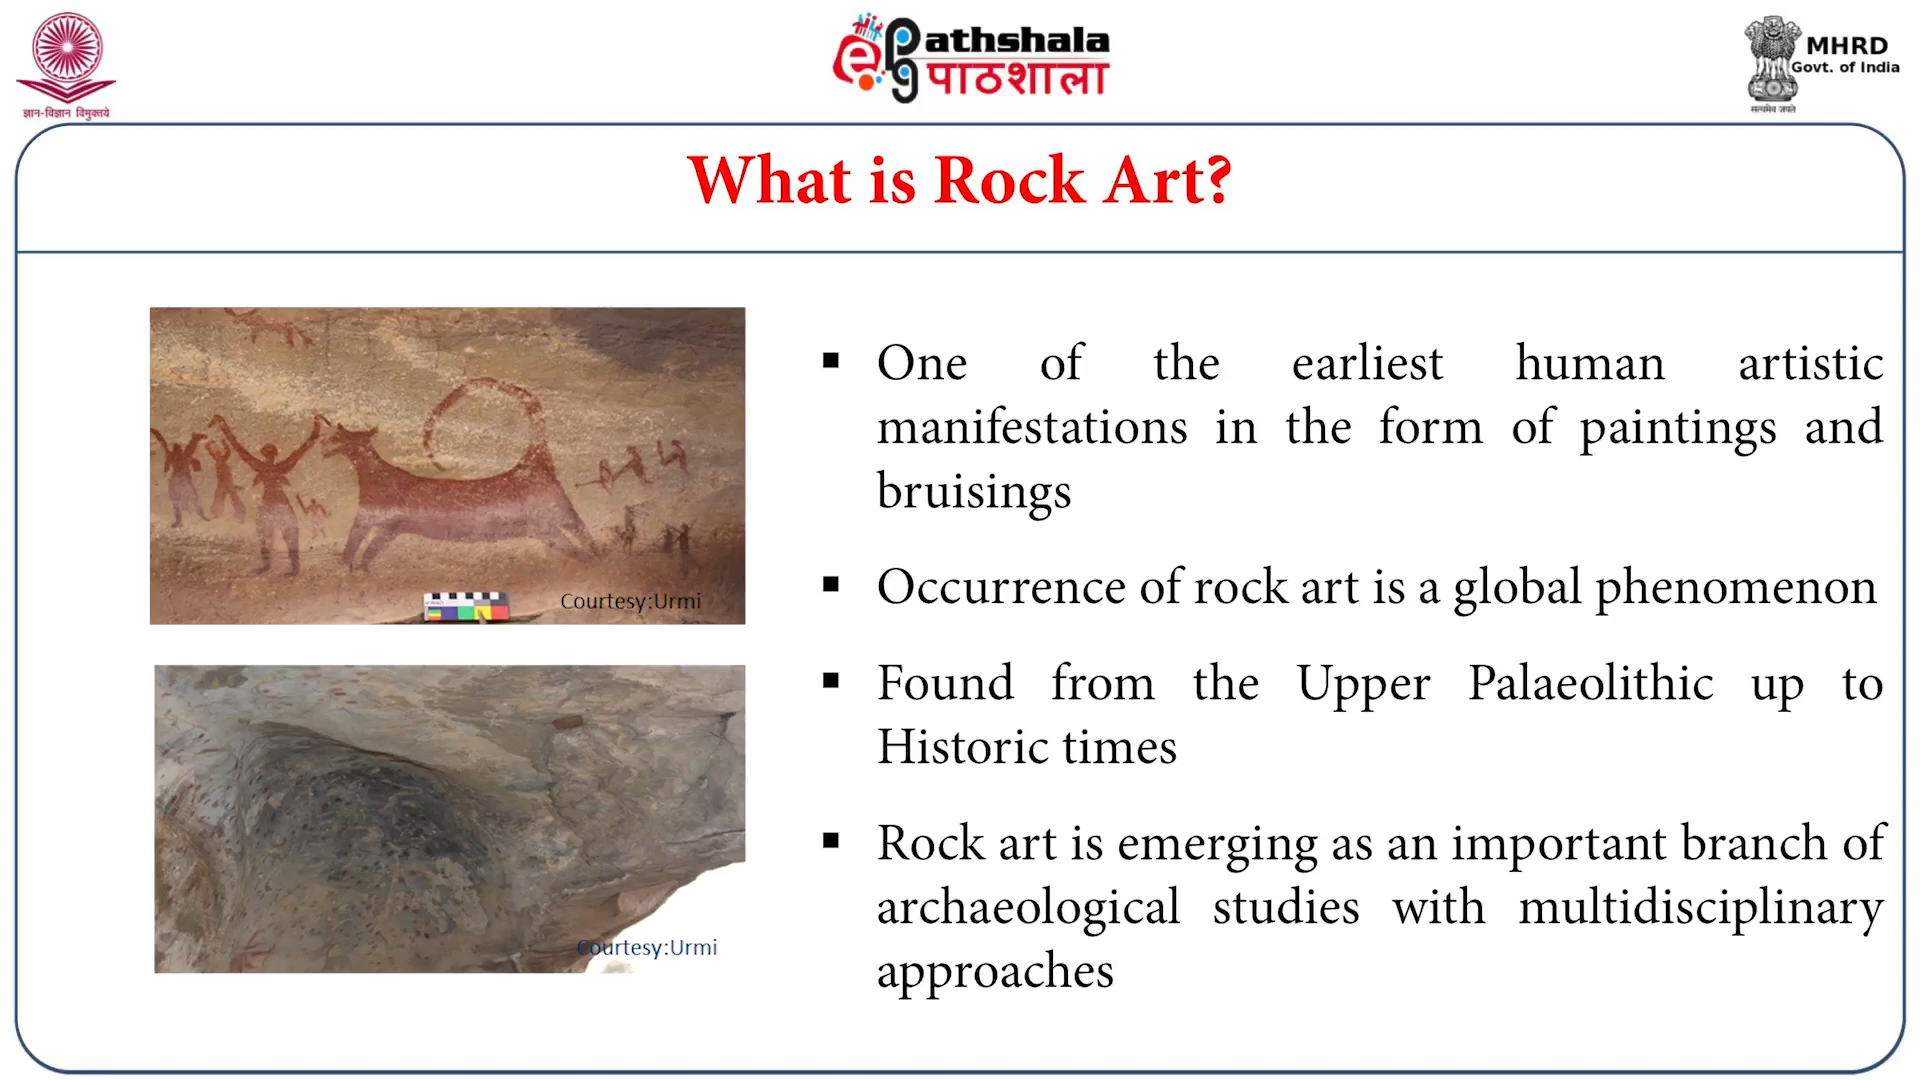 ज्ञान-विज्ञान विमुक्तये
ePg Pathshala
पाठशाला
MHRD
Govt. of India
सत्यमेव जयते
What is Rock Art?
Courtesy:Urmi
Courtesy:Urmi
▪ One of the earliest human artistic
manifestations in the form of paintings and
bruisings
▪ Occurrence of rock art is a global phenomenon
▪ Found from the Upper Palaeolithic up to
Historic times
▪ Rock art is emerging as an important branch of
archaeological studies with multidisciplinary
approaches